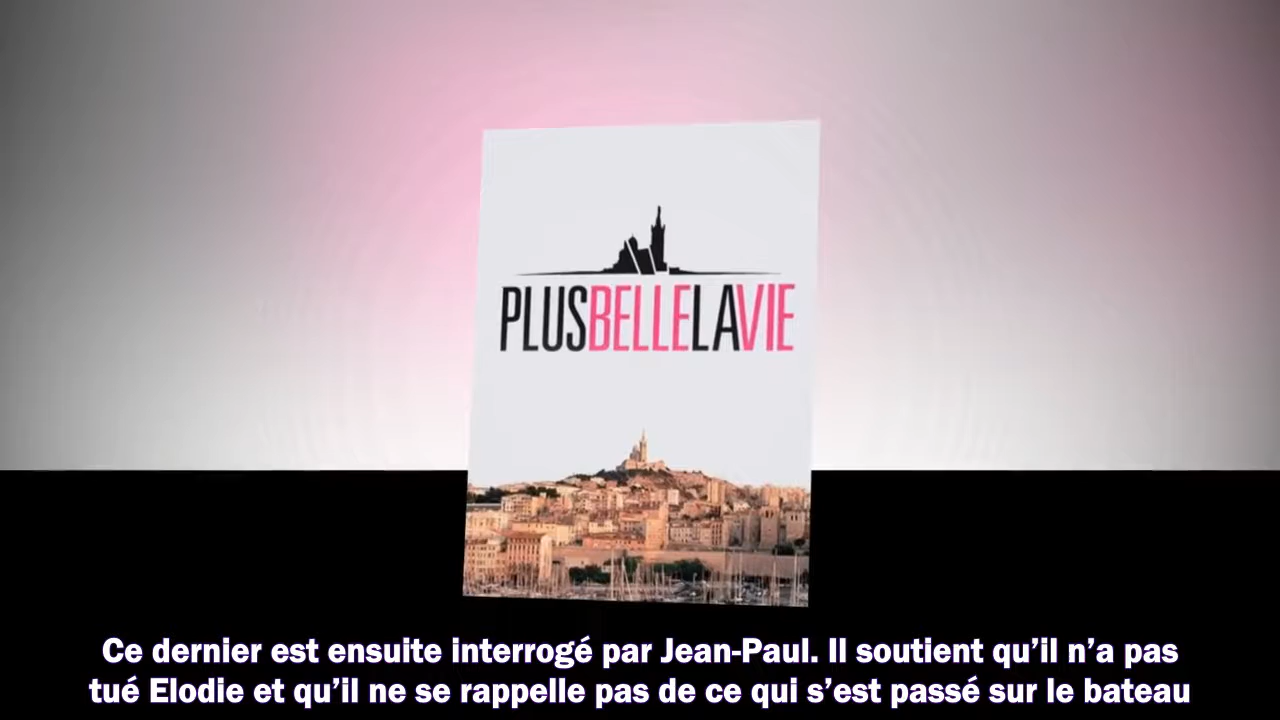 PLUSBELLELAVIE
Ce dernier est ensuite interrogé par Jean-Paul. Il soutient qu’il n’a pas
tué Elodie et qu’il ne se rappelle pas de ce qui s’est passé sur le bateau